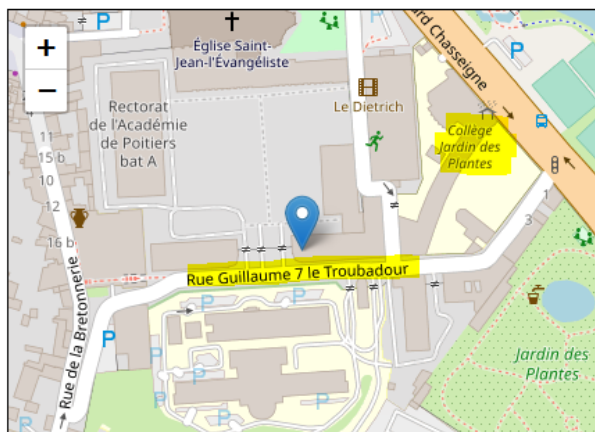 +
−
Église Saint-
Jean-l'Évangéliste
P
ard Chasseigne
Rectorat
de l'Académie
de Poitiers
bat A
Le Dietrich
Collège
Jardin des
Plantes
11
15 b
10
12
16 b
1
3
Rue de la Bretonnerie
Rue Guillaume 7 le Troubadour
P
P
P
P
P
P
P
P
P
Jardin des
Plantes